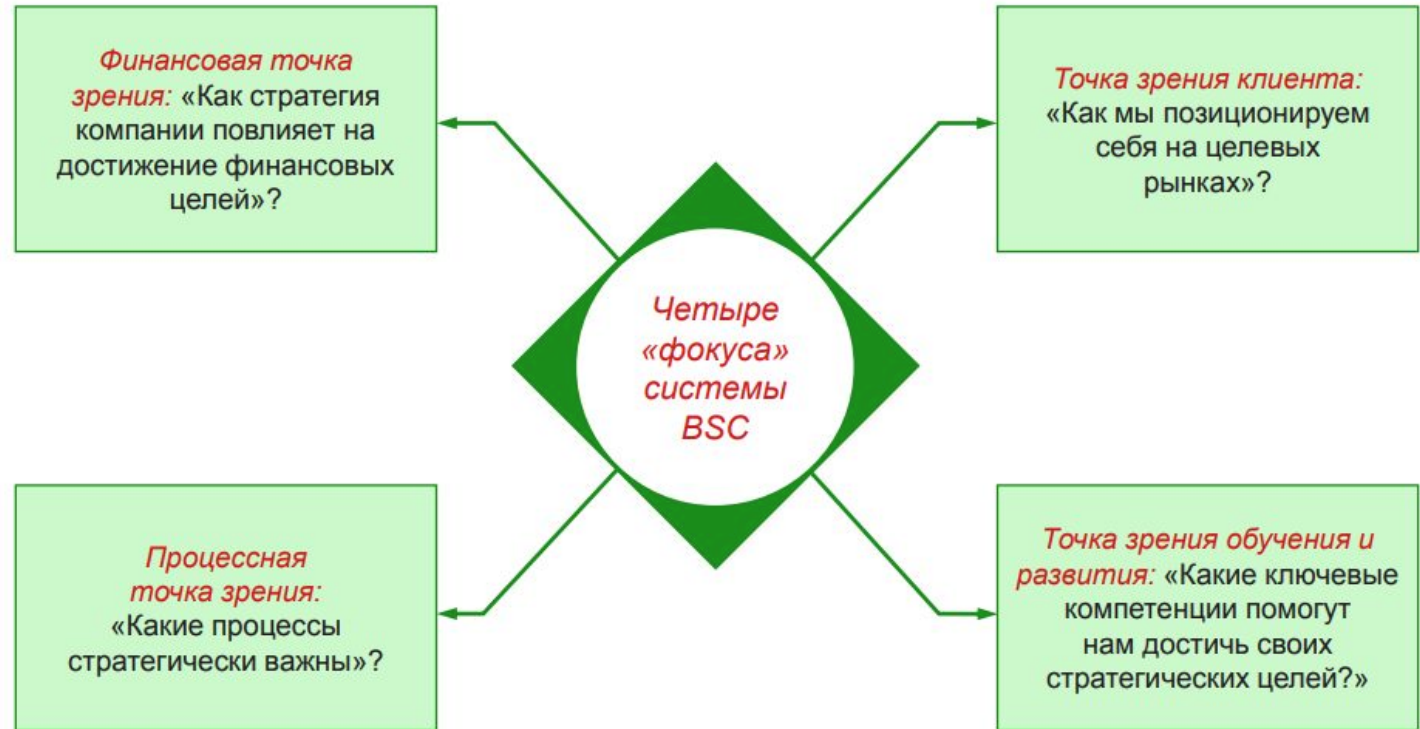 Финансовая точка
зрения: «Как стратегия
компании повлияет на
достижение финансовых
целей»?
Точка зрения клиента:
«Как мы позиционируем
себя на целевых
рынках»?
Четыре
«фокуса»
системы
BSC
Процессная
точка зрения:
«Какие процессы
стратегически важны»?
Точка зрения обучения и
развития: «Какие ключевые
компетенции помогут
нам достичь своих
стратегических целей?»